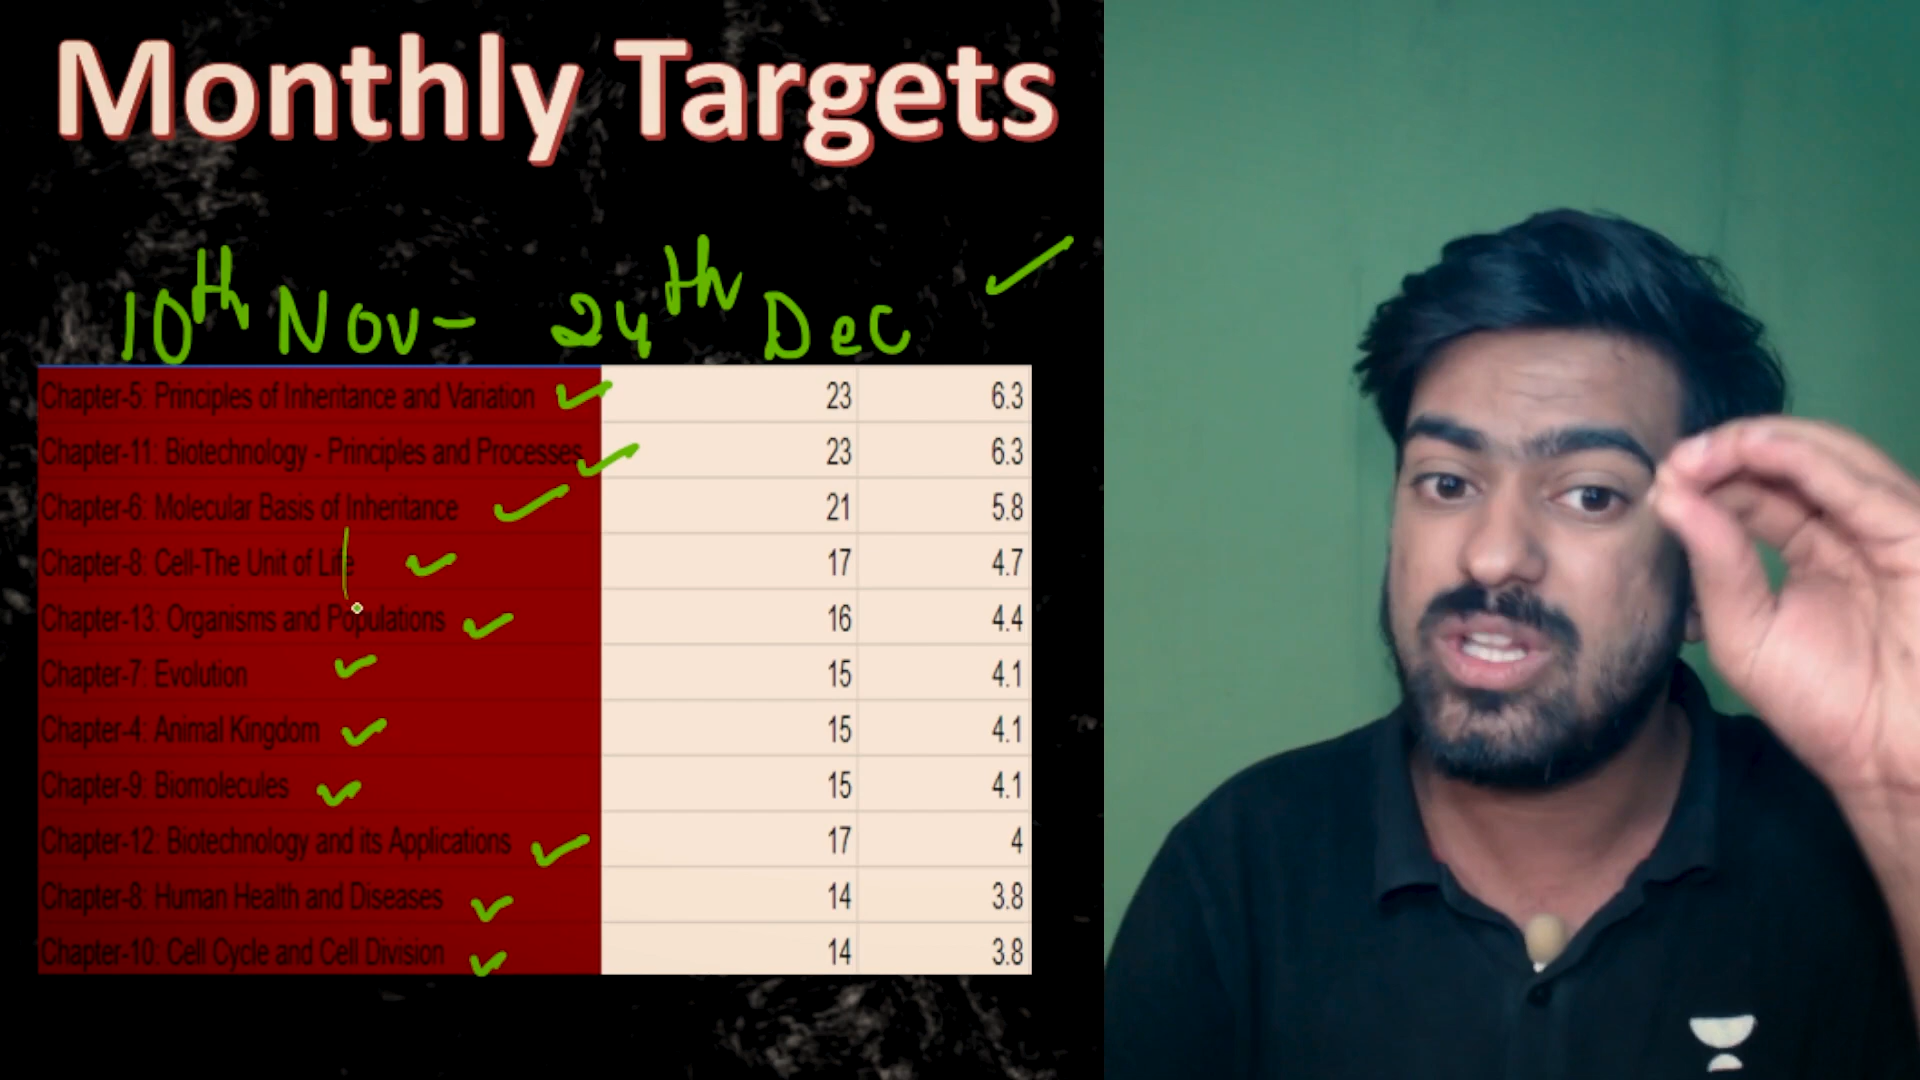 Monthly Targets
10th Nov - 24th Dec
Chapter-5: Principles of Inheritance and Variation 23 6.3
Chapter-11: Biotechnology - Principles and Processes 23 6.3
Chapter-6: Molecular Basis of Inheritance 21 5.8
Chapter-8: Cell-The Unit of Life 17 4.7
Chapter-13: Organisms and Populations 16 4.4
Chapter-7: Evolution 15 4.1
Chapter-4: Animal Kingdom 15 4.1
Chapter-9: Biomolecules 15 4.1
Chapter-12: Biotechnology and its Applications 17 4
Chapter-8: Human Health and Diseases 14 3.8
Chapter-10: Cell Cycle and Cell Division 14 3.8